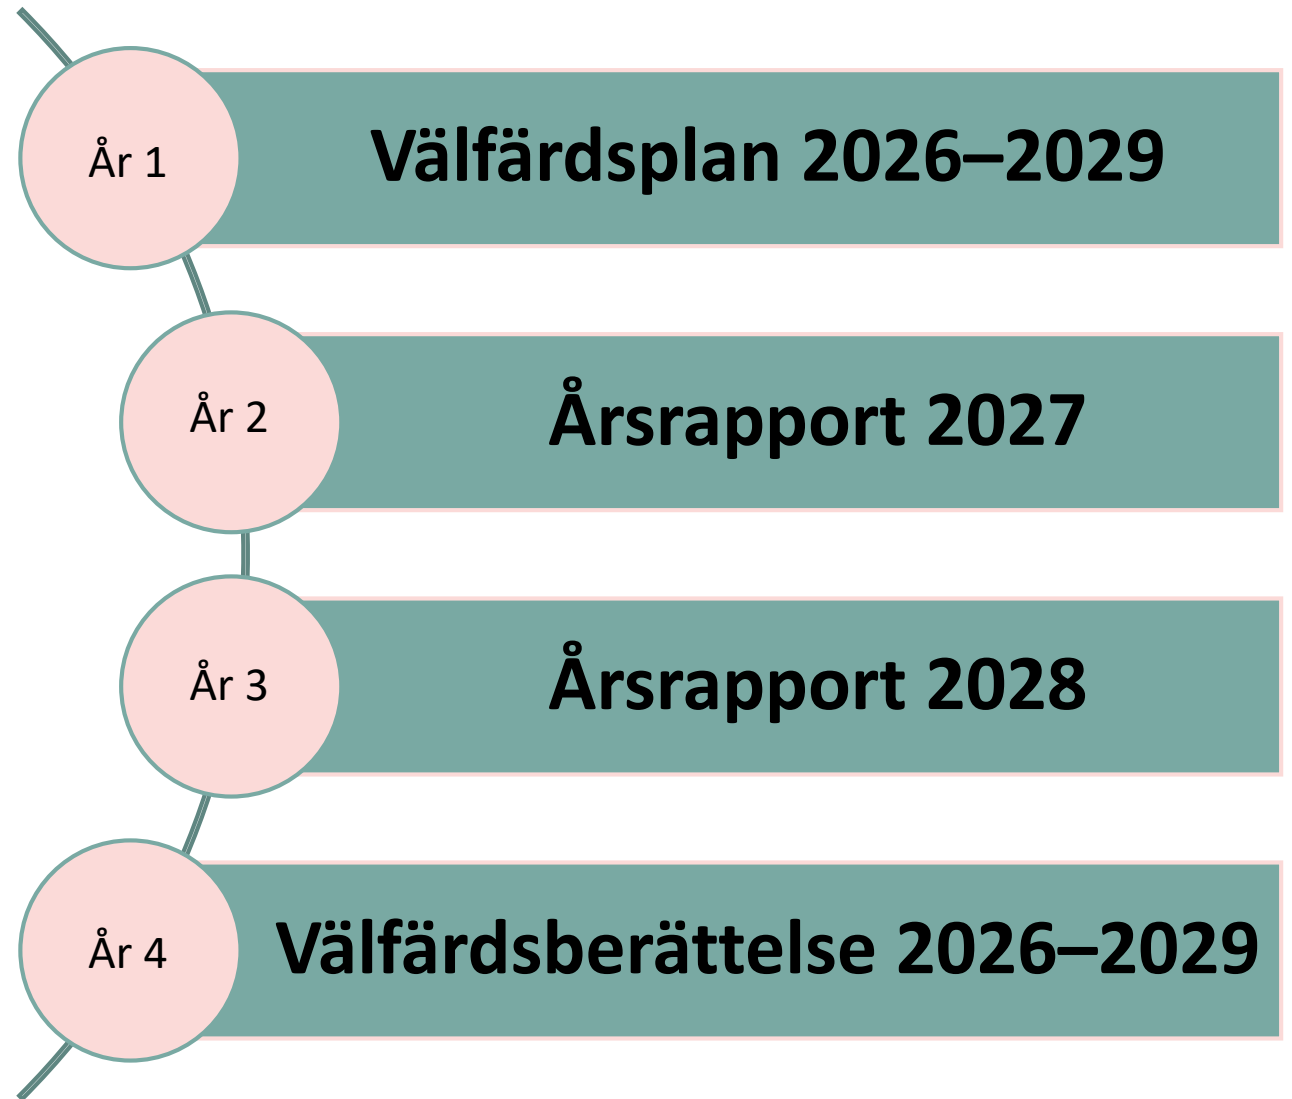 År 1
Välfärdsplan 2026–2029
År 2
Årsrapport 2027
År 3
Årsrapport 2028
År 4
Välfärdsberättelse 2026–2029